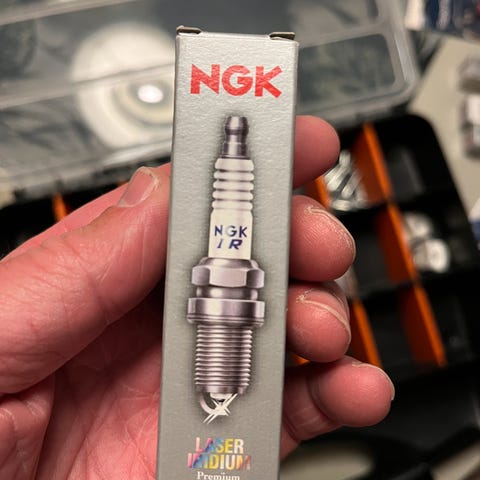 NGK
NGK
IR
LASER
IRIDIUM
Premium